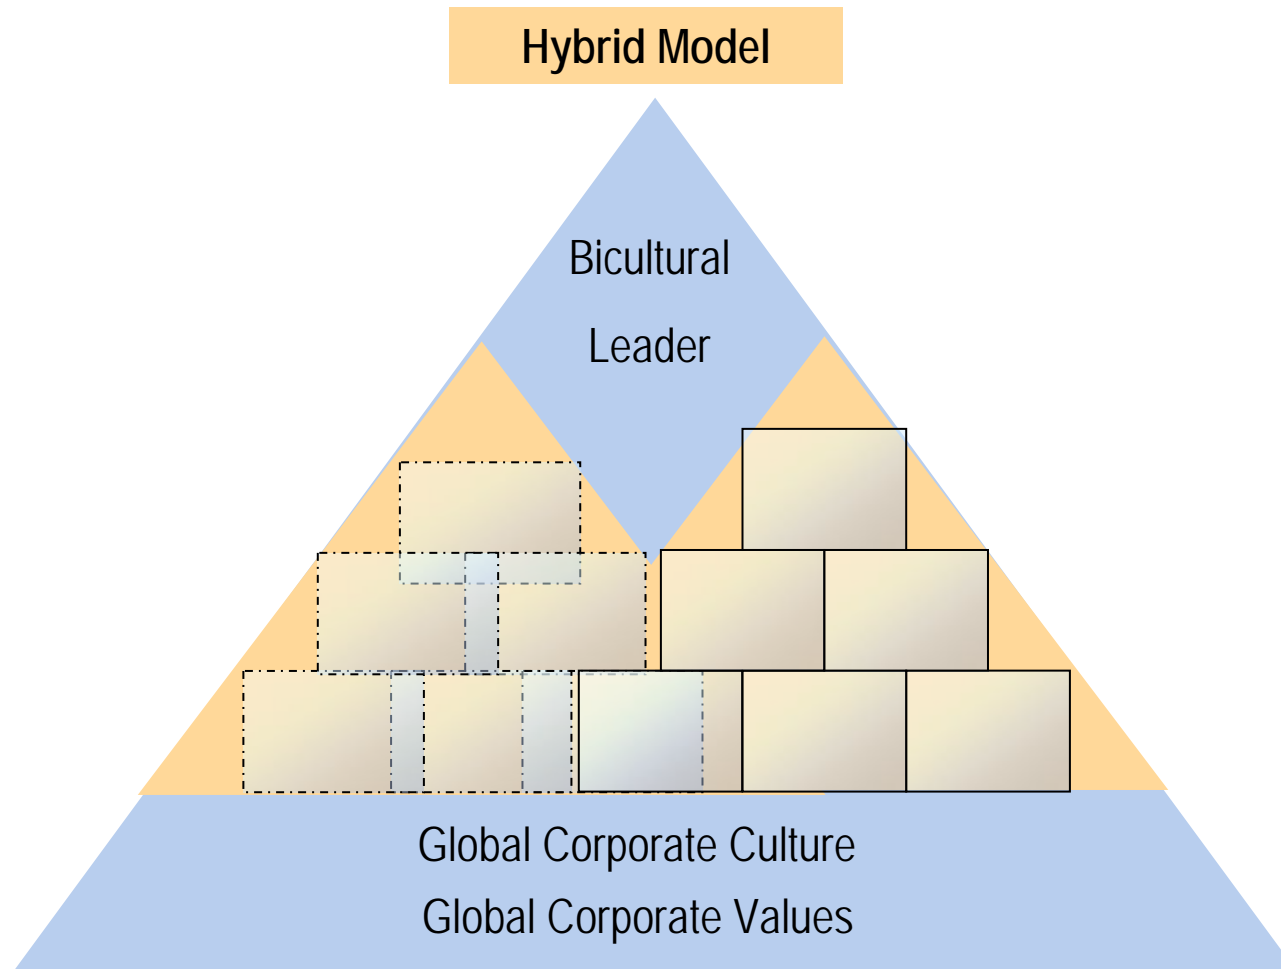 Hybrid Model
Bicultural
Leader
Global Corporate Culture
Global Corporate Values